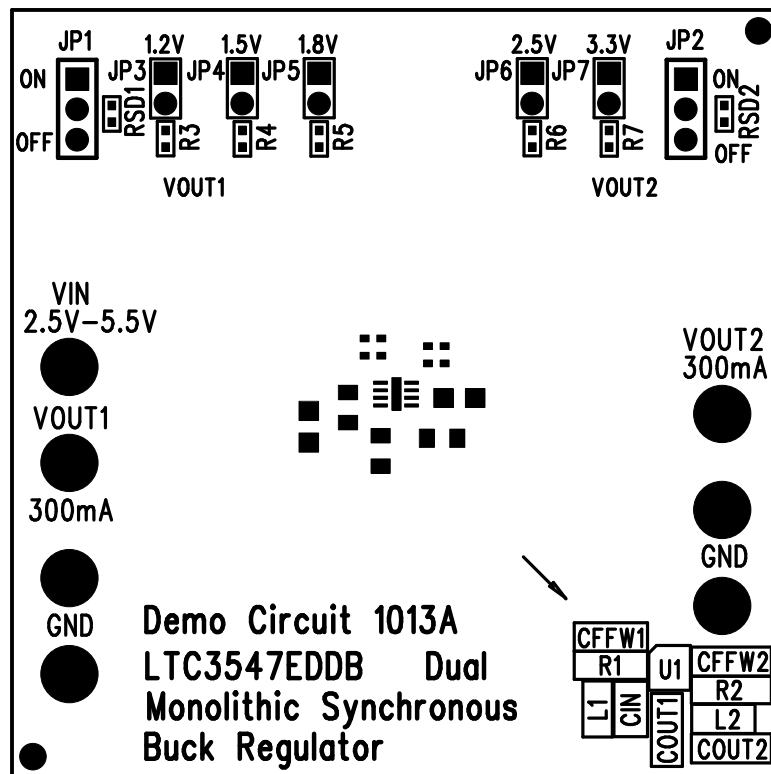 JP1
1.2V
1.5V
1.8V
2.5V
3.3V
JP2
ON
JP3
JP4
JP5
JP6
JP7
ON
OFF
RSD1
R3
R4
R5
R6
R7
RSD2
OFF
VOUT1
VOUT2
VIN
2.5V-5.5V
VOUT2
300mA
VOUT1
300mA
GND
GND
Demo Circuit 1013A
LTC3547EDDB Dual
Monolithic Synchronous
Buck Regulator
CFFW1
R1
U1
CFFW2
R2
L1
CIN
COUT1
L2
COUT2